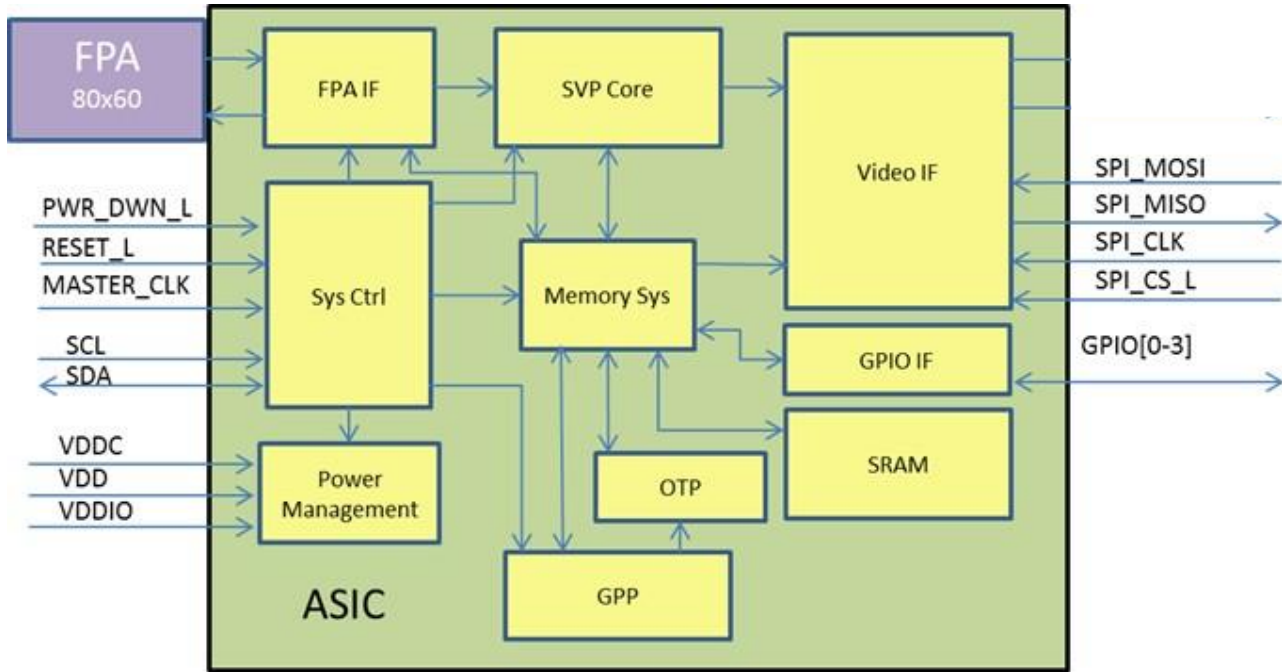 FPA
80x60
FPA IF
SVP Core
Video IF
PWR_DWN_L
RESET_L
MASTER_CLK
SCL
SDA
Sys Ctrl
Memory Sys
SPI_MOSI
SPI_MISO
SPI_CLK
SPI_CS_L
GPIO IF
GPIO[0-3]
VDDC
VDD
VDDIO
Power
Management
OTP
SRAM
GPP
ASIC